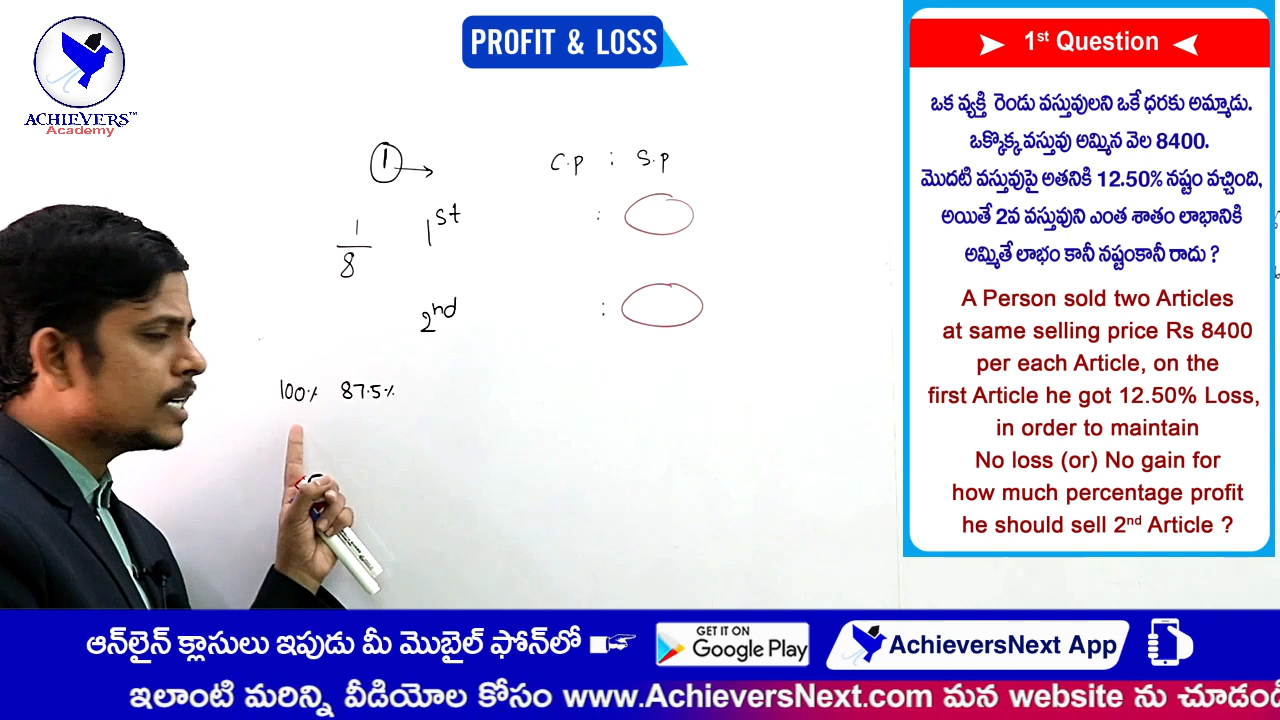 ACHIEVERS™
Academy
PROFIT & LOSS
1 C.P : S.P
1/8 1st :
2nd :
100% 87.5%
1st Question
ఒక వ్యక్తి రెండు వస్తువులని ఒకే ధరకు అమ్మాడు.
ఒక్కొక్క వస్తువు అమ్మిన వెల 8400.
మొదటి వస్తువుపై అతనికి 12.50% నష్టం వచ్చింది,
అయితే 2వ వస్తువుని ఎంత శాతం లాభానికి
అమ్మితే లాభం కానీ నష్టంకానీ రాదు ?
A Person sold two Articles
at same selling price Rs 8400
per each Article, on the
first Article he got 12.50% Loss,
in order to maintain
No loss (or) No gain for
how much percentage profit
he should sell 2nd Article ?
ఆన్‌లైన్ క్లాసులు ఇపుడు మీ మొబైల్ ఫోన్‌లో GET IT ON Google Play AchieversNext App
ఇలాంటి మరిన్ని వీడియోల కోసం www.AchieversNext.com మన website ను చూడండి